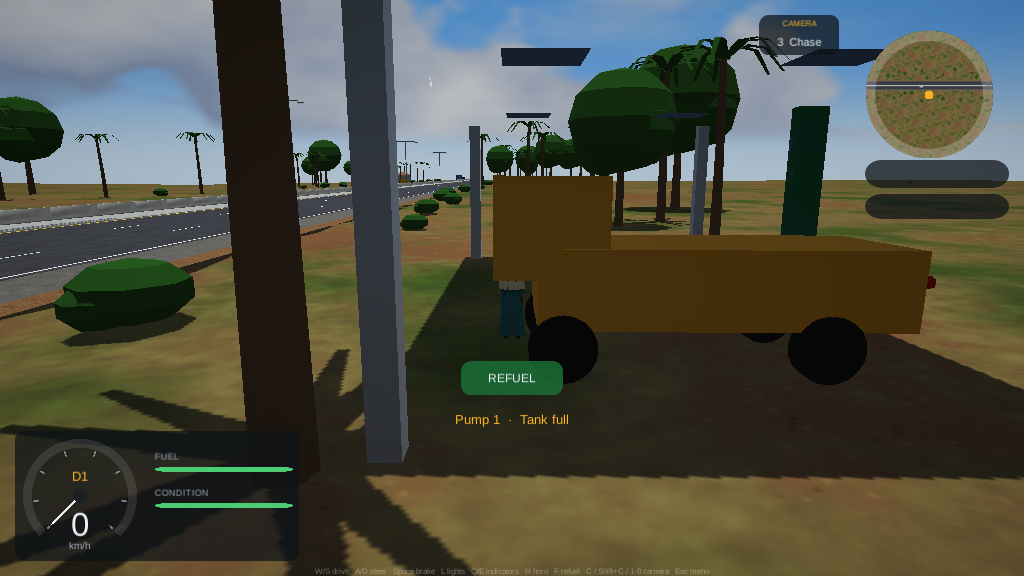 CAMERA
3 Chase
REFUEL
Pump 1 · Tank full
D1
0
km/h
FUEL
CONDITION
W/S drive A/D steer Space brake L lights Q/E indicators H horn F refuel C / Shift+C / 1-8 camera Esc menu